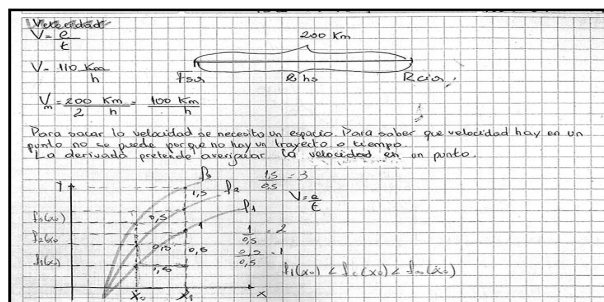 Velocidad
V = e/t
200 Km
V = 110 Km/h
2 hs
Rcia.
Vm = 200 Km / 2 h = 100 Km/h
Para sacar la velocidad se necesita un espacio. Para saber que velocidad hay en un
punto no se puede porque no hay un trayecto o tiempo.
La derivada pretende averiguar la velocidad en un punto.
Y
f3
f2
f1
1,5/0,5 = 3
1,5
V = e/t
f3(x0)
0,5
f2(x0)
1
1/0,5 = 2
f1(x0)
0,5
0,5
0,5/0,5 = 1
f1(x0) < f2(x0) < f3(x0)
X0
X1
x